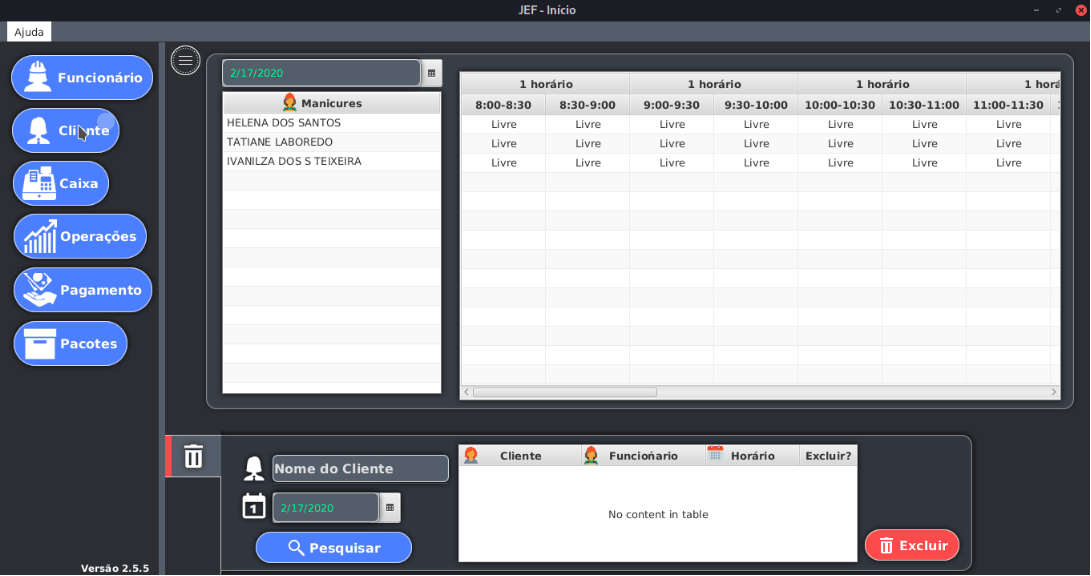 JEF - Início
Ajuda
Funcionário
Cliente
Caixa
Operações
Pagamento
Pacotes
Versão 2.5.5
2/17/2020
Manicures
HELENA DOS SANTOS
TATIANE LABOREDO
IVANILZA DOS S TEIXEIRA
1 horário 1 horário 1 horário 1 horá
8:00-8:30 8:30-9:00 9:00-9:30 9:30-10:00 10:00-10:30 10:30-11:00 11:00-11:30
Livre Livre Livre Livre Livre Livre Livre
Livre Livre Livre Livre Livre Livre Livre
Livre Livre Livre Livre Livre Livre Livre
Nome do Cliente
1 2/17/2020
Pesquisar
Cliente Funciońario Horário Excluir?
No content in table
Excluir